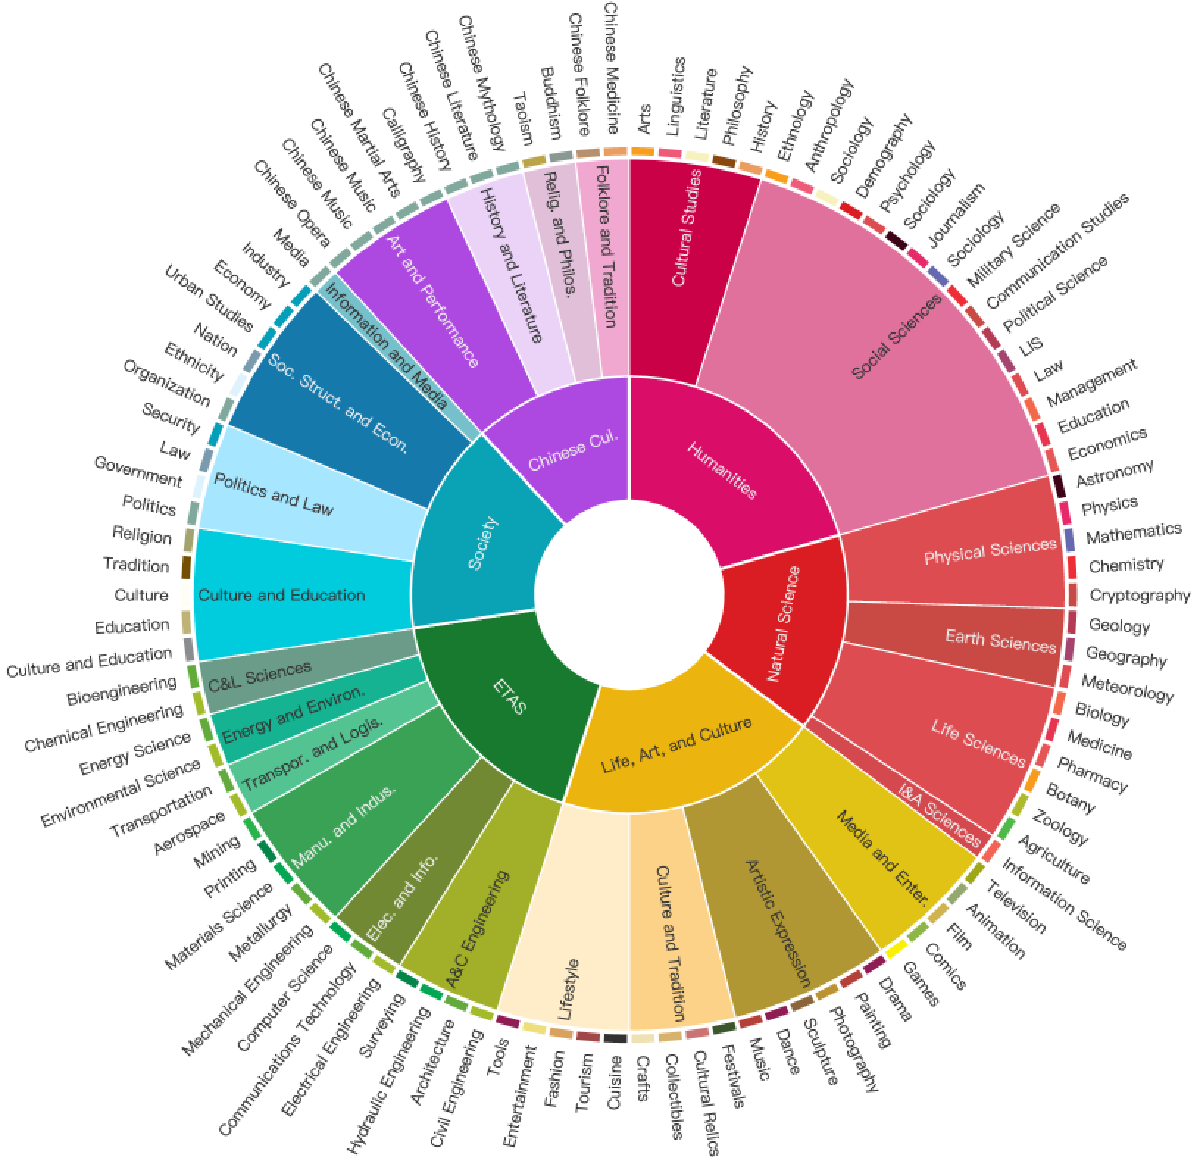 Humanities
Natural Science
Life, Art, and Culture
ETAS
Society
Chinese Cul.
Cultural Studies
Social Sciences
Physical Sciences
Earth Sciences
Life Sciences
I&A Sciences
Media and Enter.
Artistic Expression
Culture and Tradition
Lifestyle
A&C Engineering
Elec. and Info.
Manu. and Indus.
Transpor. and Logis.
Energy and Environ.
C&L Sciences
Culture and Education
Politics and Law
Soc. Struct. and Econ.
Information and Media
Art and Performance
History and Literature
Relig. and Philos.
Folklore and Tradition
Arts
Linguistics
Literature
Philosophy
History
Ethnology
Anthropology
Sociology
Demography
Psychology
Sociology
Journalism
Sociology
Military Science
Communication Studies
Political Science
LIS
Law
Management
Education
Economics
Astronomy
Physics
Mathematics
Chemistry
Cryptography
Geology
Geography
Meteorology
Biology
Medicine
Pharmacy
Botany
Zoology
Agriculture
Information Science
Television
Animation
Film
Comics
Games
Drama
Painting
Photography
Sculpture
Dance
Music
Festivals
Cultural Relics
Collectibles
Crafts
Cuisine
Tourism
Fashion
Entertainment
Tools
Civil Engineering
Architecture
Hydraulic Engineering
Surveying
Electrical Engineering
Communications Technology
Computer Science
Mechanical Engineering
Metallurgy
Materials Science
Printing
Mining
Aerospace
Transportation
Environmental Science
Energy Science
Chemical Engineering
Bioengineering
Culture and Education
Education
Culture
Tradition
Religion
Politics
Government
Law
Security
Organization
Ethnicity
Nation
Urban Studies
Economy
Industry
Media
Chinese Opera
Chinese Music
Chinese Music
Chinese Martial Arts
Calligraphy
Chinese History
Chinese Literature
Chinese Mythology
Taoism
Buddhism
Chinese Folklore
Chinese Medicine